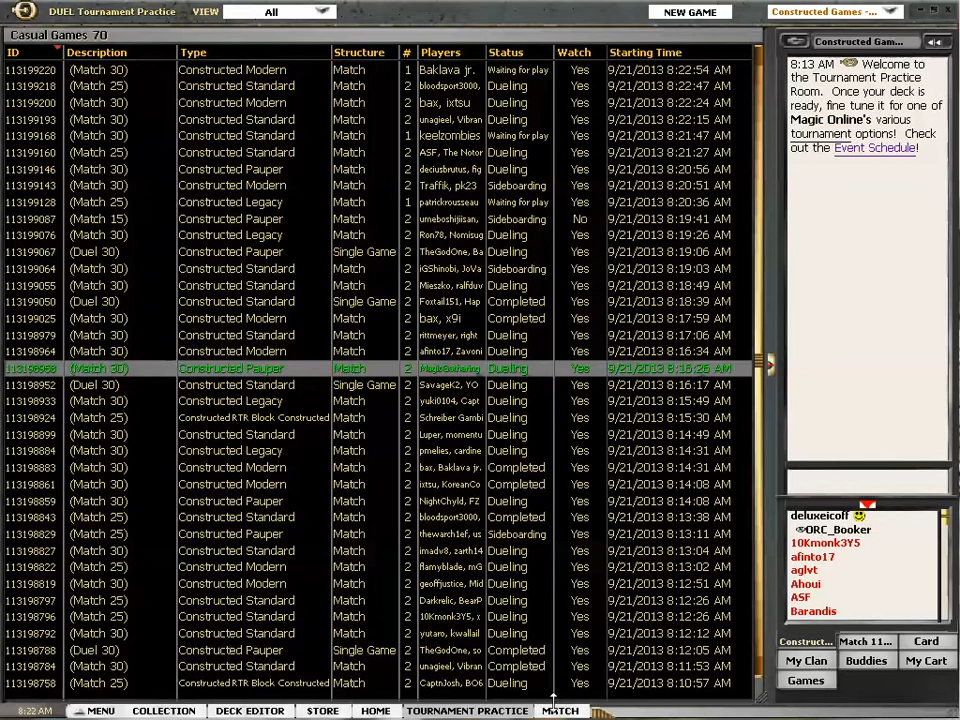 DUEL Tournament Practice VIEW All NEW GAME Constructed Games -...
Casual Games 70
ID Description Type Structure # Players Status Watch Starting Time
113199220 (Match 30) Constructed Modern Match 1 Baklava jr. Waiting for play Yes 9/21/2013 8:22:54 AM
113199218 (Match 25) Constructed Standard Match 2 bloodsport3000, Dueling Yes 9/21/2013 8:22:47 AM
113199200 (Match 30) Constructed Modern Match 2 bax, ixtsu Dueling Yes 9/21/2013 8:22:24 AM
113199193 (Match 30) Constructed Standard Match 2 unagieel, Vibran Dueling Yes 9/21/2013 8:22:15 AM
113199168 (Match 30) Constructed Standard Match 1 keelzombies Waiting for play Yes 9/21/2013 8:21:47 AM
113199160 (Match 25) Constructed Standard Match 2 ASF, The Notor Dueling Yes 9/21/2013 8:21:27 AM
113199146 (Match 30) Constructed Pauper Match 2 deciusbrutus, fig Dueling Yes 9/21/2013 8:20:56 AM
113199143 (Match 30) Constructed Modern Match 2 Traffik, pk23 Sideboarding Yes 9/21/2013 8:20:51 AM
113199128 (Match 25) Constructed Legacy Match 1 patrickrousseau Waiting for play Yes 9/21/2013 8:20:36 AM
113199087 (Match 15) Constructed Pauper Match 2 umeboshijiisan, Sideboarding No 9/21/2013 8:19:41 AM
113199076 (Match 30) Constructed Legacy Match 2 Ron78, Nomisug Dueling Yes 9/21/2013 8:19:26 AM
113199067 (Duel 30) Constructed Pauper Single Game 2 TheGodOne, Ba Dueling Yes 9/21/2013 8:19:06 AM
113199064 (Match 30) Constructed Standard Match 2 iGShinobi, JoVa Sideboarding Yes 9/21/2013 8:19:03 AM
113199055 (Match 30) Constructed Standard Match 2 Mieszko, ralfduv Dueling Yes 9/21/2013 8:18:49 AM
113199050 (Duel 30) Constructed Standard Single Game 2 Foxtail151, Hap Completed Yes 9/21/2013 8:18:39 AM
113199025 (Match 30) Constructed Modern Match 2 bax, x9i Completed Yes 9/21/2013 8:17:59 AM
113198979 (Match 30) Constructed Standard Match 2 rittmeyer, right Dueling Yes 9/21/2013 8:17:06 AM
113198964 (Match 30) Constructed Modern Match 2 afinto17, Zavoni Dueling Yes 9/21/2013 8:16:34 AM
113198958 (Match 30) Constructed Pauper Match 2 MagikGathering Dueling Yes 9/21/2013 8:16:26 AM
113198952 (Duel 30) Constructed Standard Single Game 2 SavageK2, YO Dueling Yes 9/21/2013 8:16:17 AM
113198933 (Match 30) Constructed Legacy Match 2 yuki0104, Capt Dueling Yes 9/21/2013 8:15:49 AM
113198924 (Match 25) Constructed RTR Block Constructed Match 2 Schreiber Gambi Dueling Yes 9/21/2013 8:15:30 AM
113198899 (Match 30) Constructed Standard Match 2 Luper, momentu Dueling Yes 9/21/2013 8:14:49 AM
113198884 (Match 30) Constructed Legacy Match 2 pmelies, cardine Dueling Yes 9/21/2013 8:14:31 AM
113198883 (Match 30) Constructed Modern Match 2 bax, Baklava jr. Completed Yes 9/21/2013 8:14:31 AM
113198861 (Match 30) Constructed Modern Match 2 ixtsu, KoreanCo Completed Yes 9/21/2013 8:14:08 AM
113198859 (Match 30) Constructed Pauper Match 2 NightChyld, FZ Dueling Yes 9/21/2013 8:14:08 AM
113198843 (Match 25) Constructed Standard Match 2 bloodsport3000, Completed Yes 9/21/2013 8:13:38 AM
113198829 (Match 25) Constructed Pauper Match 2 thewarch1ef, us Sideboarding Yes 9/21/2013 8:13:11 AM
113198827 (Match 30) Constructed Standard Match 2 imadv8, zarth14 Dueling Yes 9/21/2013 8:13:04 AM
113198822 (Match 30) Constructed Modern Match 2 flamyblade, mG Dueling Yes 9/21/2013 8:13:02 AM
113198819 (Match 30) Constructed Modern Match 2 geoffjustice, Mid Dueling Yes 9/21/2013 8:12:51 AM
113198797 (Match 25) Constructed Standard Match 2 Darkrelic, BearP Dueling Yes 9/21/2013 8:12:26 AM
113198796 (Match 25) Constructed Standard Match 2 10Kmonk3Y5, x Dueling Yes 9/21/2013 8:12:26 AM
113198792 (Match 30) Constructed Standard Match 2 yutaro, kwallail Dueling Yes 9/21/2013 8:12:12 AM
113198788 (Duel 30) Constructed Pauper Single Game 2 TheGodOne, so Completed Yes 9/21/2013 8:12:05 AM
113198784 (Match 30) Constructed Standard Match 2 unagieel, Vibran Completed Yes 9/21/2013 8:11:53 AM
113198758 (Match 25) Constructed RTR Block Constructed Match 2 CaptnJosh, BO6 Dueling Yes 9/21/2013 8:10:57 AM
Constructed Gam...
8:13 AM Welcome to
the Tournament Practice
Room. Once your deck is
ready, fine tune it for one of
Magic Online's various
tournament options! Check
out the Event Schedule!
deluxeicoff
ORC_Booker
10Kmonk3Y5
afinto17
aglvt
Ahoui
ASF
Barandis
Construct... Match 11... Card
My Clan Buddies My Cart
Games
8:22 AM MENU COLLECTION DECK EDITOR STORE HOME TOURNAMENT PRACTICE MATCH